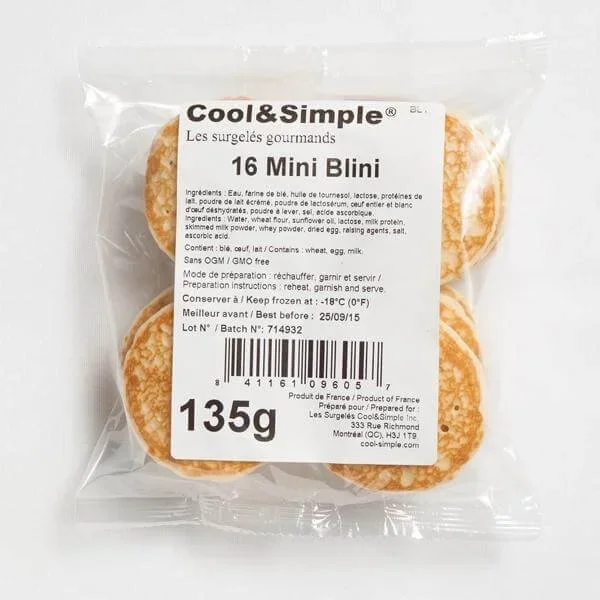 Cool&Simple®
Les surgelés gourmands
16 Mini Blini
Ingrédients : Eau, farine de blé, huile de tournesol, lactose, protéines de
lait, poudre de lait écrémé, poudre de lactosérum, œuf entier et blanc
d'œuf déshydratés, poudre à lever, sel, acide ascorbique.
Ingredients : Water, wheat flour, sunflower oil, lactose, milk protein,
skimmed milk powder, whey powder, dried egg, raising agents, salt,
ascorbic acid.
Contient : blé, œuf, lait / Contains : wheat, egg, milk.
Sans OGM / GMO free
Mode de préparation : réchauffer, garnir et servir /
Preparation instructions : reheat, garnish and serve.
Conserver à / Keep frozen at : -18°C (0°F)
Meilleur avant / Best before : 25/09/15
Lot N° / Batch N°: 714932
8 41161 09605 7
135g
Produit de France / Product of France
Préparé pour / Prepared for :
Les Surgelés Cool&Simple Inc.
333 Rue Richmond
Montréal (QC), H3J 1T9
cool-simple.com